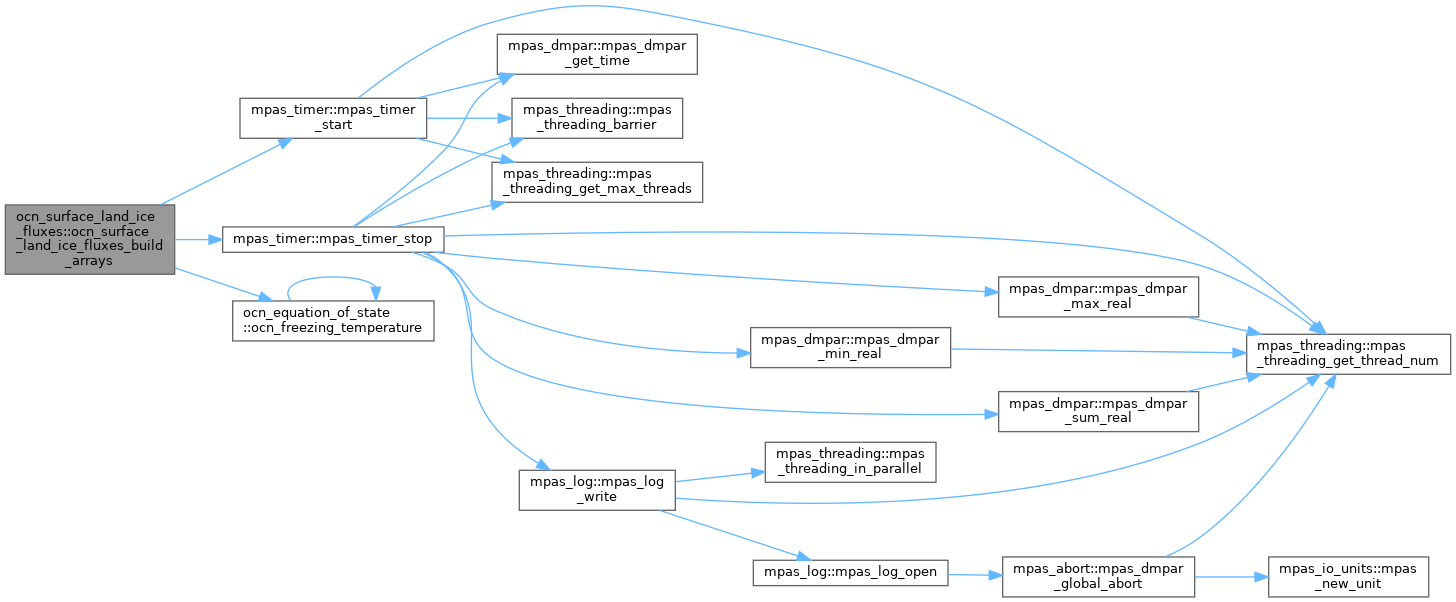 ocn_surface_land_ice
_fluxes::ocn_surface
_land_ice_fluxes_build
_arrays
mpas_timer::mpas_timer
_start
mpas_timer::mpas_timer_stop
ocn_equation_of_state
::ocn_freezing_temperature
mpas_dmpar::mpas_dmpar
_get_time
mpas_threading::mpas
_threading_barrier
mpas_threading::mpas
_threading_get_max_threads
mpas_dmpar::mpas_dmpar
_max_real
mpas_dmpar::mpas_dmpar
_min_real
mpas_dmpar::mpas_dmpar
_sum_real
mpas_threading::mpas
_threading_get_thread_num
mpas_log::mpas_log
_write
mpas_threading::mpas
_threading_in_parallel
mpas_log::mpas_log_open
mpas_abort::mpas_dmpar
_global_abort
mpas_io_units::mpas
_new_unit